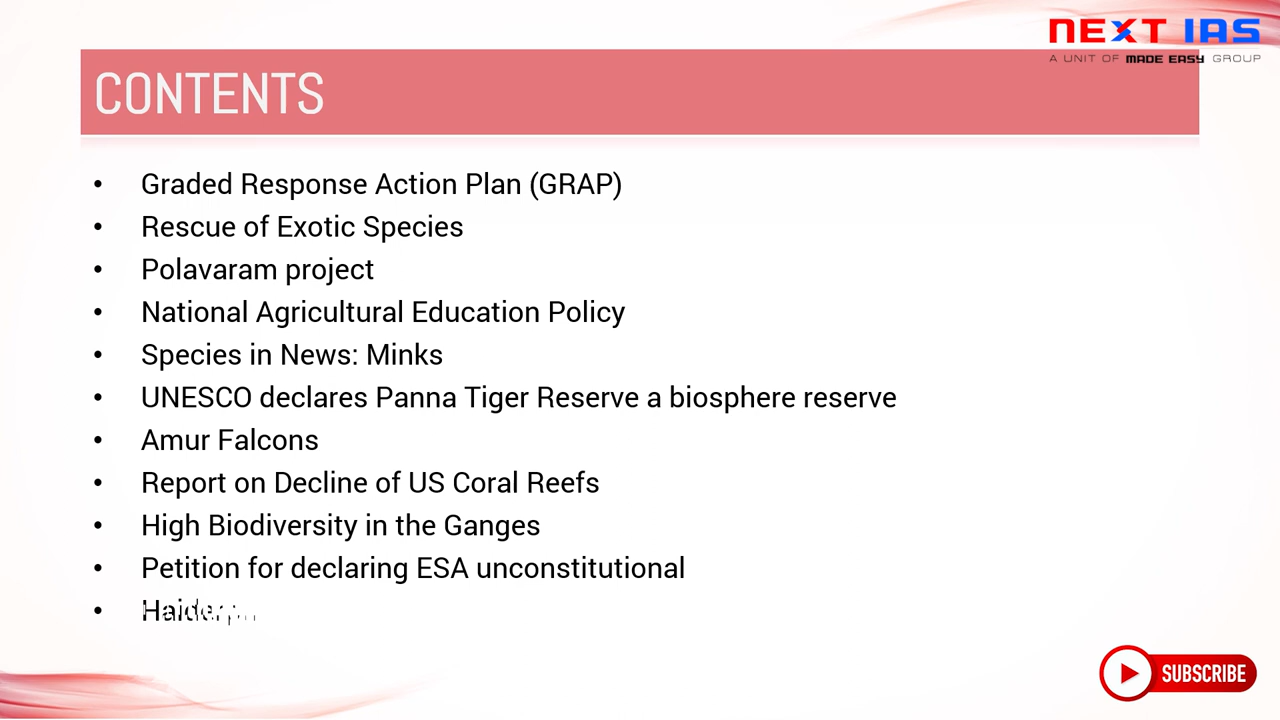 NEXT IAS
A UNIT OF MADE EASY GROUP
CONTENTS
• Graded Response Action Plan (GRAP)
• Rescue of Exotic Species
• Polavaram project
• National Agricultural Education Policy
• Species in News: Minks
• UNESCO declares Panna Tiger Reserve a biosphere reserve
• Amur Falcons
• Report on Decline of US Coral Reefs
• High Biodiversity in the Ganges
• Petition for declaring ESA unconstitutional
•
SUBSCRIBE